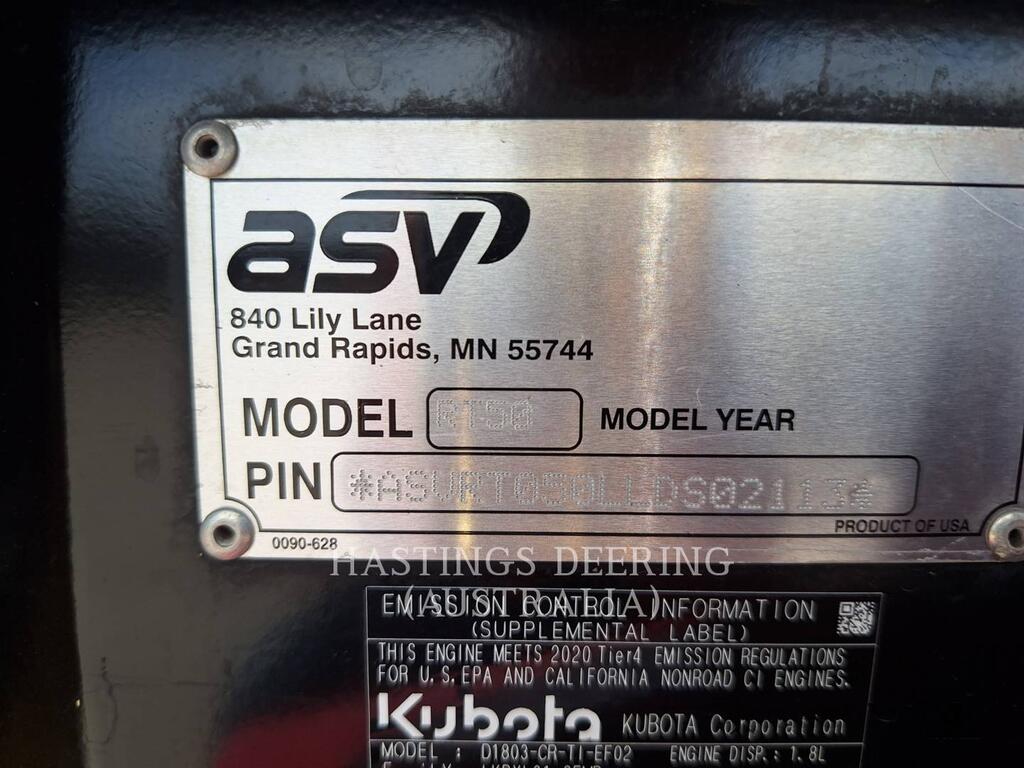 asv
840 Lily Lane
Grand Rapids, MN 55744
MODEL RT50 MODEL YEAR
PIN *ASVRT050LLDS02113*
PRODUCT OF USA
0090-628
HASTINGS DEERING
(AUSTRALIA)
EMISSION CONTROL INFORMATION
(SUPPLEMENTAL LABEL)
THIS ENGINE MEETS 2020 Tier4 EMISSION REGULATIONS
FOR U.S.EPA AND CALIFORNIA NONROAD CI ENGINES.
Kubota KUBOTA Corporation
MODEL : D1803-CR-TI-EF02 ENGINE DISP.: 1.8L